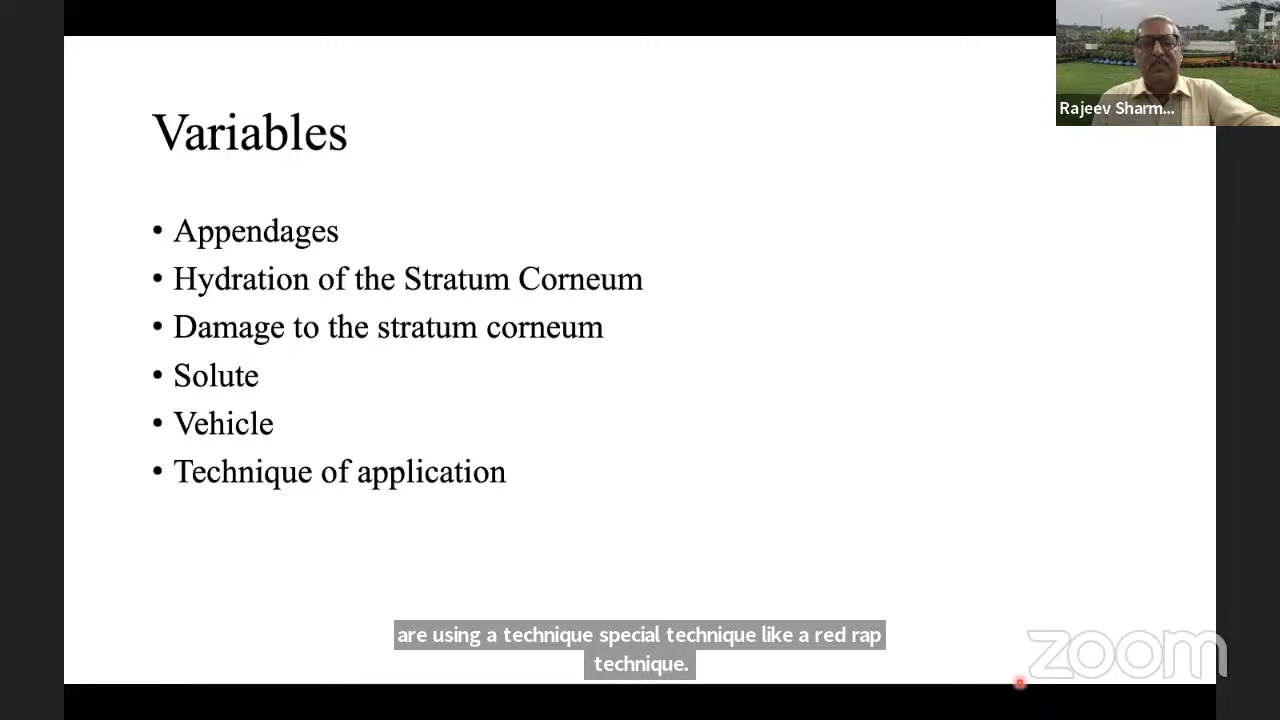 Rajeev Sharm...
Variables
• Appendages
• Hydration of the Stratum Corneum
• Damage to the stratum corneum
• Solute
• Vehicle
• Technique of application
are using a technique special technique like a red rap
technique.
zoom